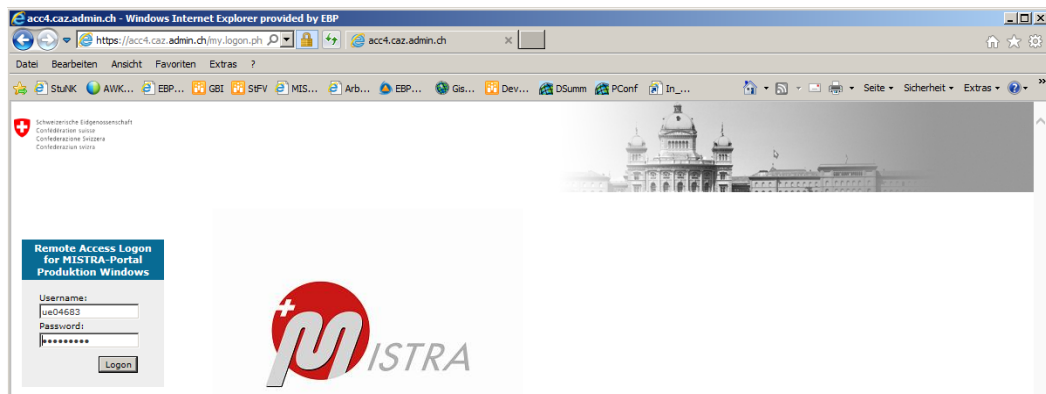 acc4.caz.admin.ch - Windows Internet Explorer provided by EBP
https://acc4.caz.admin.ch/my.logon.ph
acc4.caz.admin.ch
Datei Bearbeiten Ansicht Favoriten Extras ?
StuNK AWK... EBP... GBI StFV MIS... Arb... EBP... Gis... Dev... DSumm PConf In_... Seite Sicherheit Extras
Schweizerische Eidgenossenschaft
Confédération suisse
Confederazione Svizzera
Confederaziun svizra
Remote Access Logon
for MISTRA-Portal
Produktion Windows
Username:
ue04683
Password:
Logon
MISTRA